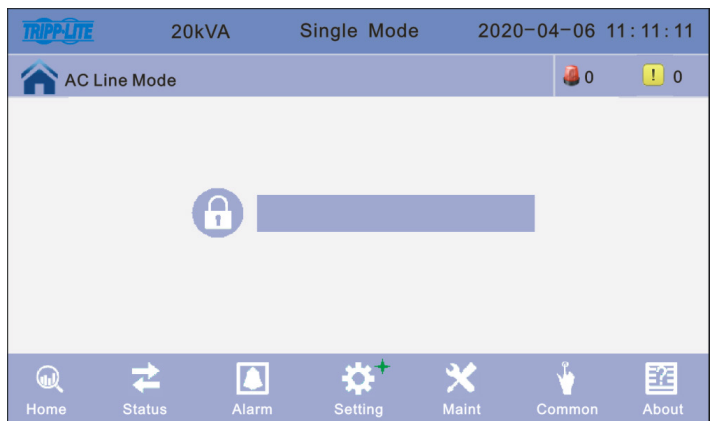 TRIPP-LITE 20kVA Single Mode 2020-04-06 11:11:11
AC Line Mode 0 ! 0
Home Status Alarm Setting Maint Common About